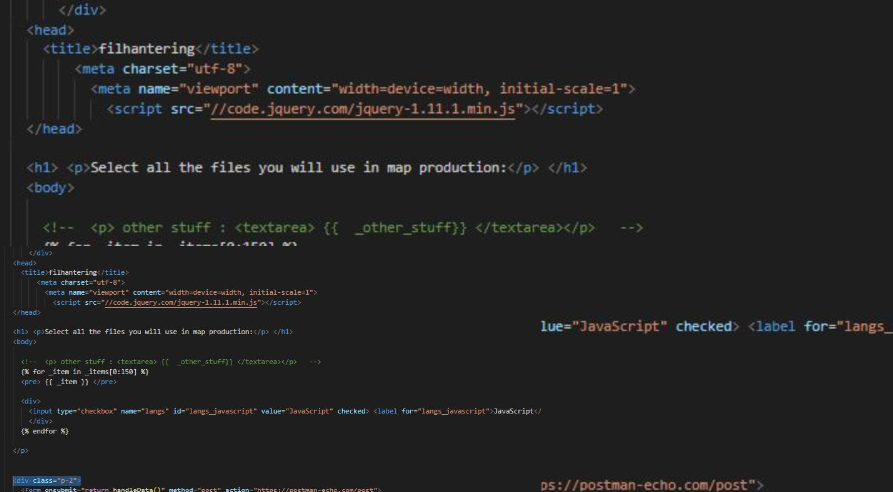 </div>
<head>
<title>filhantering</title>
<meta charset="utf-8">
<meta name="viewport" content="width=device=width, initial-scale=1">
<script src="//code.jquery.com/jquery-1.11.1.min.js"></script>
</head>
<h1> <p>Select all the files you will use in map production:</p> </h1>
<body>
<!-- <p> other stuff : <textarea> {{ _other_stuff}} </textarea></p> -->
{% for _item in _items[0:150] %}
</div>
<head>
<title>filhantering</title>
<meta charset="utf-8">
<meta name="viewport" content="width=device=width, initial-scale=1">
<script src="//code.jquery.com/jquery-1.11.1.min.js"></script>
</head>
<h1> <p>Select all the files you will use in map production:</p> </h1>
<body>
<!-- <p> other stuff : <textarea> {{ _other_stuff}} </textarea></p> -->
{% for _item in _items[0:150] %}
<pre> {{ _item }} </pre>
<div>
<input type="checkbox" name="langs" id="langs_javascript" value="JavaScript" checked> <label for="langs_javascript">JavaScript</
</div>
{% endfor %}
</p>
<div class="p-2">
<form onsubmit="return handleData()" method="post" action="https://postman-echo.com/post">
lue="JavaScript" checked> <label for="langs_
ps://postman-echo.com/post">